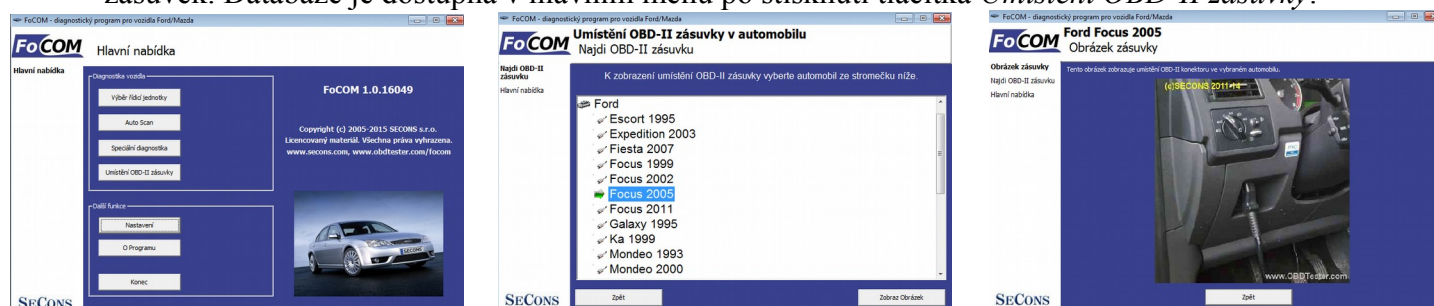 zásuvek. Databáze je dostupná v hlavním menu po stisknutí tlačítka Umístění OBD-II zásuvky.
FoCOM - diagnostický program pro vozidla Ford/Mazda
FoCOM
Hlavní nabídka
Hlavní nabídka
Diagnostika vozidla
Výběr řídící jednotky
Auto Scan
Speciální diagnostika
Umístění OBD-II zásuvky
Další funkce
Nastavení
O Programu
Konec
FoCOM 1.0.16049
Copyright (c) 2005-2015 SECONS s.r.o.
Licencovaný materiál. Všechna práva vyhrazena.
www.secons.com, www.obdtester.com/focom
SECONS
SECONS
FoCOM - diagnostický program pro vozidla Ford/Mazda
FoCOM
Umístění OBD-II zásuvky v automobilu
Najdi OBD-II zásuvku
Najdi OBD-II
zásuvku
Hlavní nabídka
K zobrazení umístění OBD-II zásuvky vyberte automobil ze stromečku níže.
Ford
Escort 1995
Expedition 2003
Fiesta 2007
Focus 1999
Focus 2002
Focus 2005
Focus 2011
Galaxy 1995
Ka 1999
Mondeo 1993
Mondeo 2000
SECONS
Zpět
Zobraz Obrázek
FoCOM - diagnostický program pro vozidla Ford/Mazda
FoCOM
Ford Focus 2005
Obrázek zásuvky
Obrázek zásuvky
Najdi OBD-II zásuvku
Hlavní nabídka
Tento obrázek zobrazuje umístění OBD-II konektoru ve vybraném automobilu.
(c)SECONS 2011-14
www.OBDTester.com
SECONS
Zpět